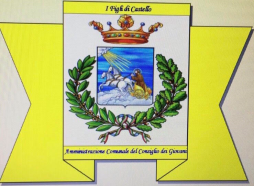 I Figli di Castello
Amministrazione Comunale del Consiglio dei Giovani